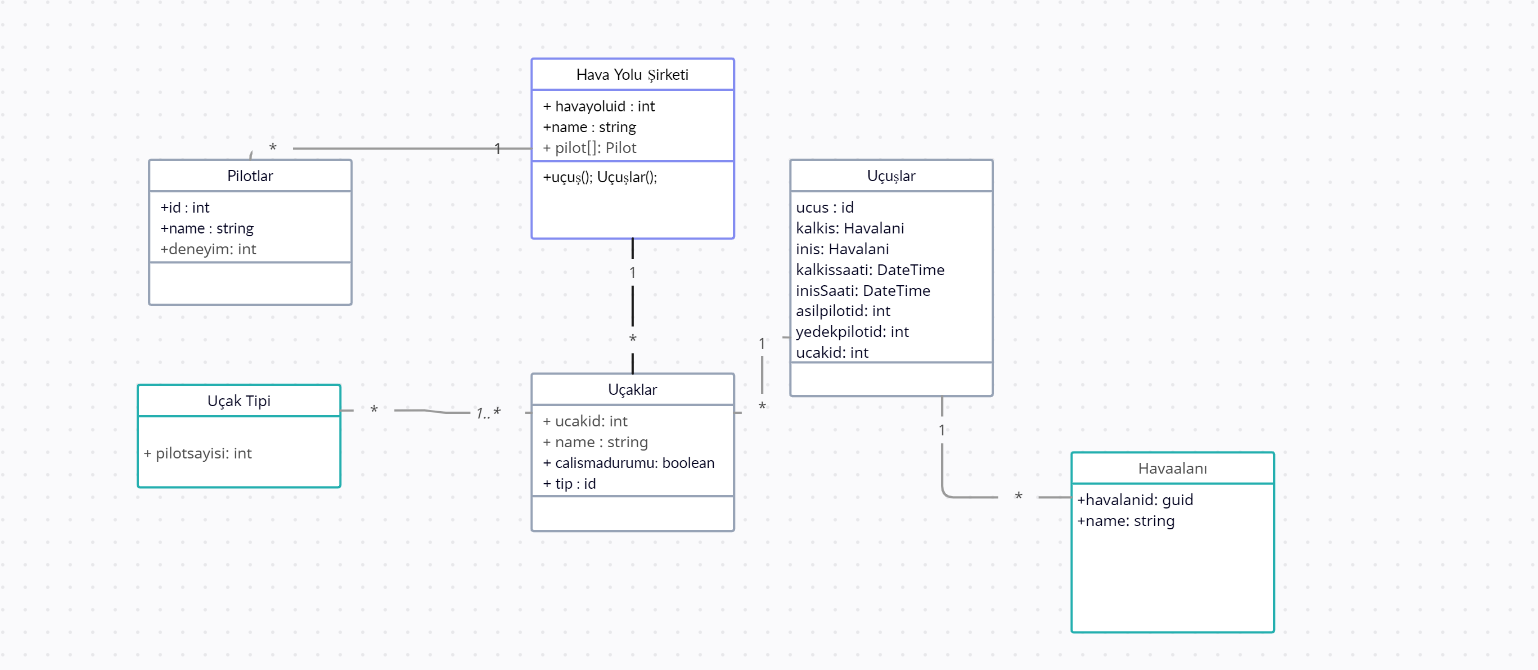 Hava Yolu Şirketi
+ havayoluid : int
+name : string
+ pilot[]: Pilot
+uçuş(); Uçuşlar();
*
1
Pilotlar
+id : int
+name : string
+deneyim: int
Uçuşlar
ucus : id
kalkis: Havalani
inis: Havalani
kalkissaati: DateTime
inisSaati: DateTime
asilpilotid: int
yedekpilotid: int
ucakid: int
1
*
1
*
Uçak Tipi
+ pilotsayisi: int
*
1..*
Uçaklar
+ ucakid: int
+ name : string
+ calismadurumu: boolean
+ tip : id
1
*
Havaalanı
+havalanid: guid
+name: string